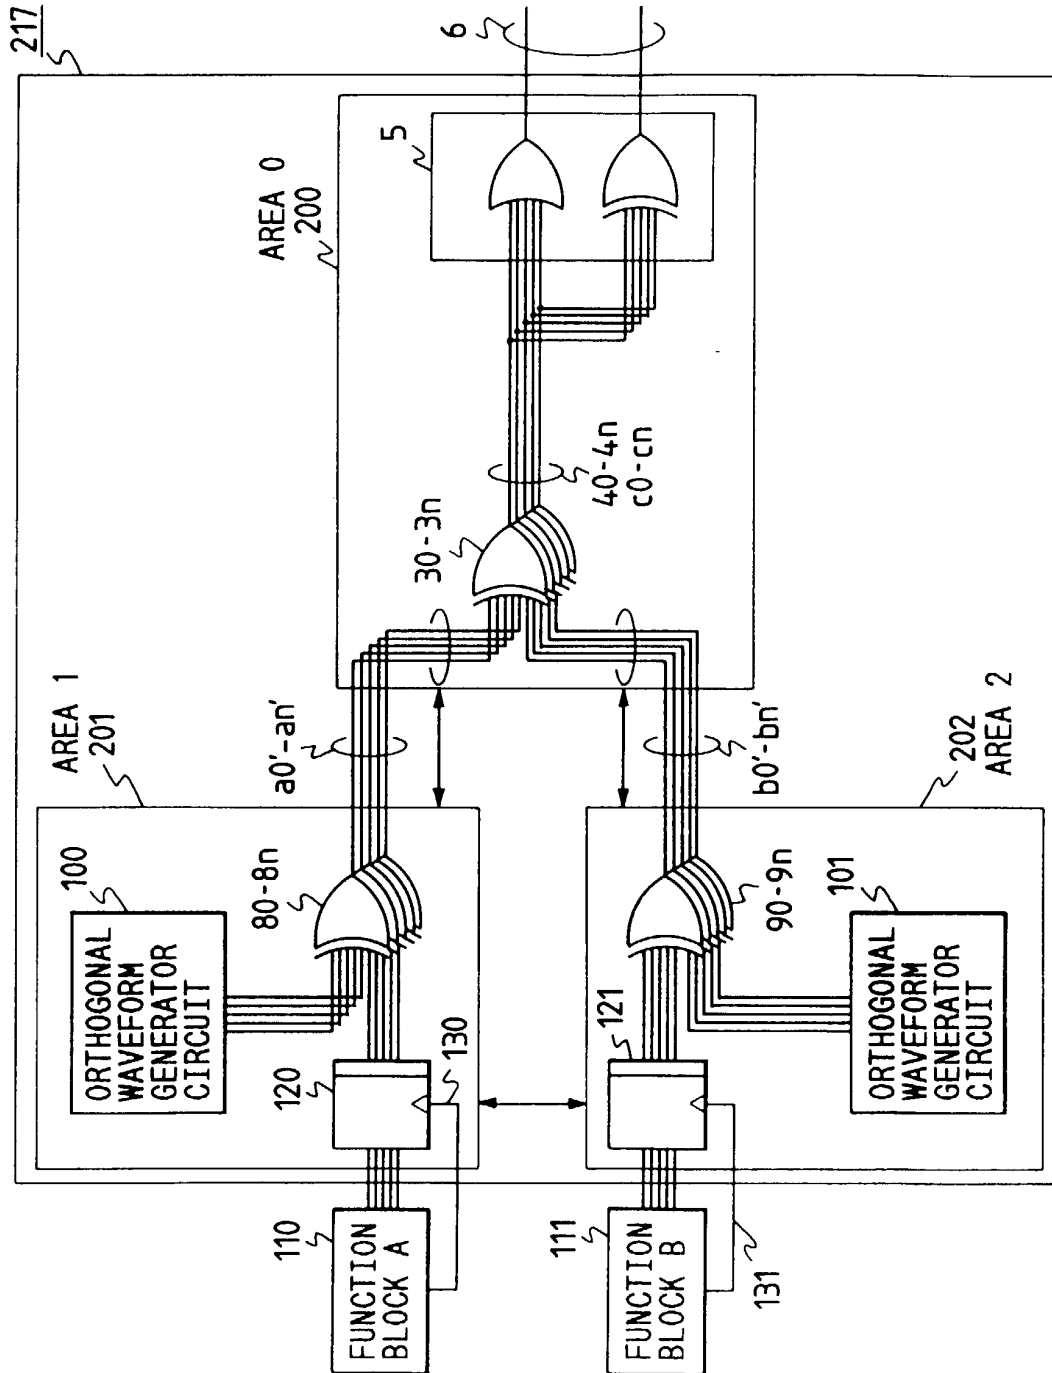 217
6
AREA 0
200
5
30-3n
40-4n
c0-cn
AREA 1
201
a0'-an'
100
ORTHOGONAL
WAVEFORM
GENERATOR
CIRCUIT
80-8n
120
130
110
FUNCTION
BLOCK A
b0'-bn'
202
AREA 2
90-9n
101
ORTHOGONAL
WAVEFORM
GENERATOR
CIRCUIT
121
111
FUNCTION
BLOCK B
131